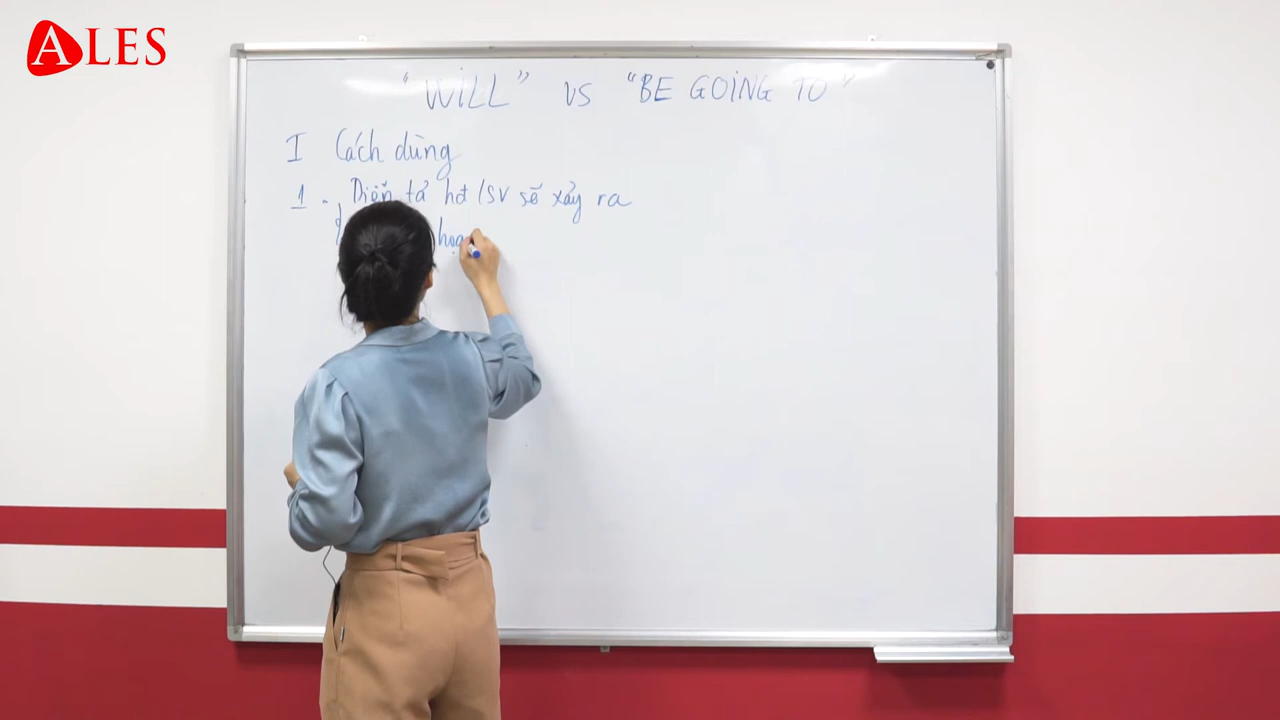 ALES
"WILL" vs "BE GOING TO"
I Cách dùng
1. Diễn tả hđ/SV sẽ xảy ra